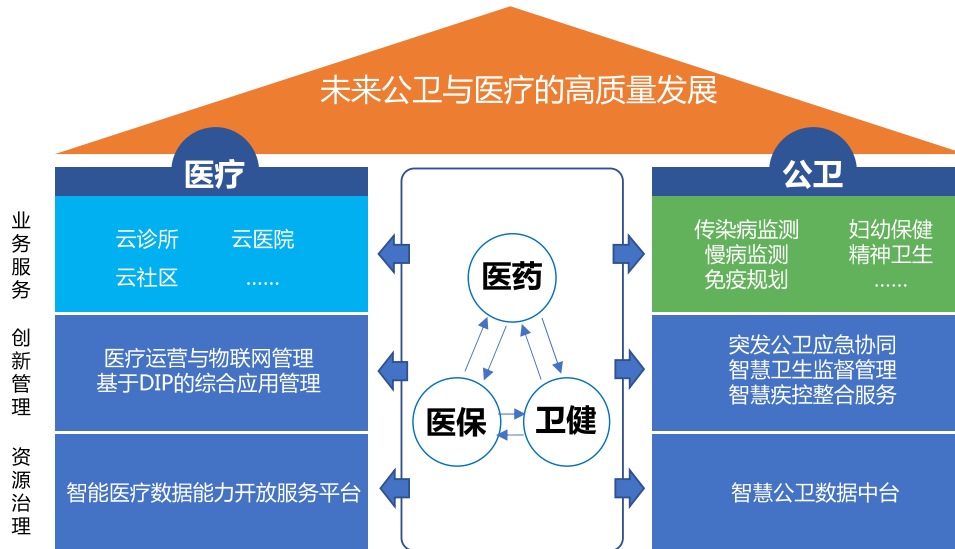 未来公卫与医疗的高质量发展
医疗
公卫
业务服务
云诊所 云医院
云社区 ……
医药
传染病监测 妇幼保健
慢病监测 精神卫生
免疫规划 ……
创新管理
医疗运营与物联网管理
基于DIP的综合应用管理
医保 卫健
突发公卫应急协同
智慧卫生监督管理
智慧疾控整合服务
资源治理
智能医疗数据能力开放服务平台
智慧公卫数据中台